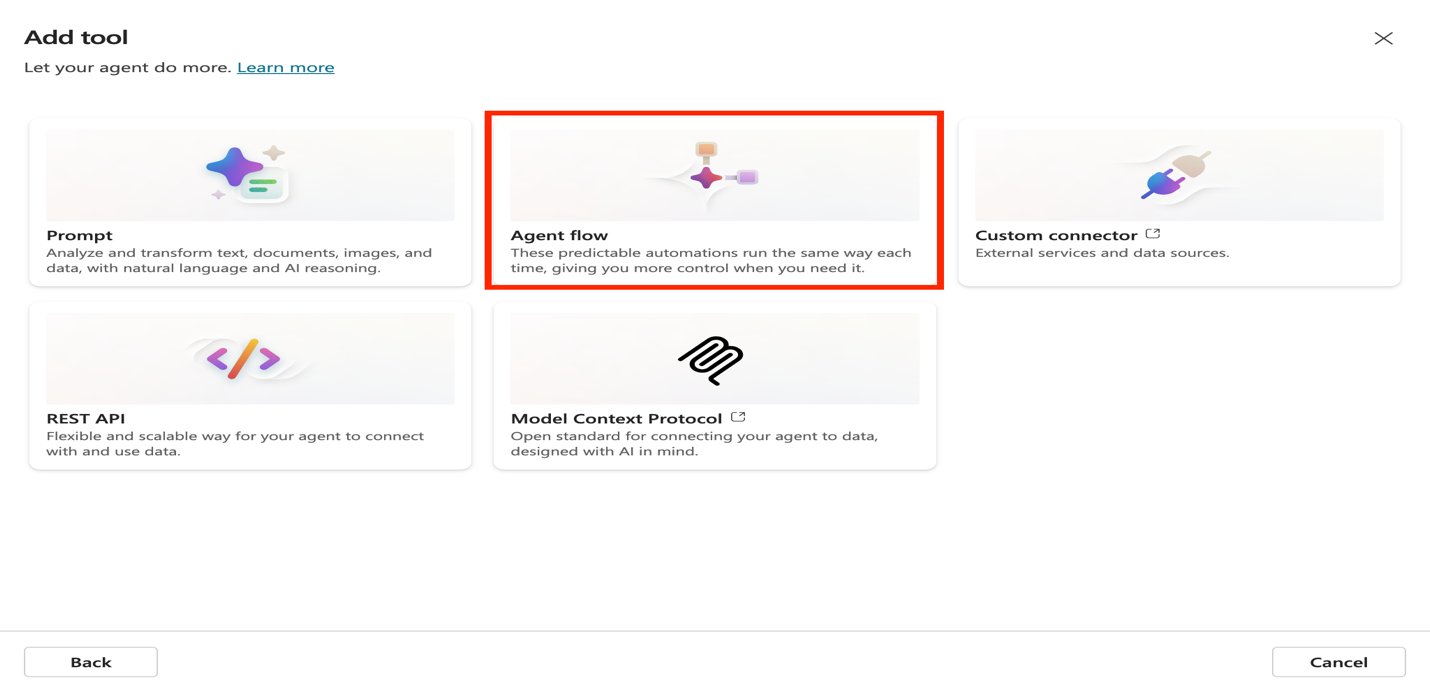 Add tool
Let your agent do more. Learn more
Prompt
Analyze and transform text, documents, images, and
data, with natural language and AI reasoning.
Agent flow
These predictable automations run the same way each
time, giving you more control when you need it.
Custom connector
External services and data sources.
REST API
Flexible and scalable way for your agent to connect
with and use data.
Model Context Protocol
Open standard for connecting your agent to data,
designed with AI in mind.
Back
Cancel